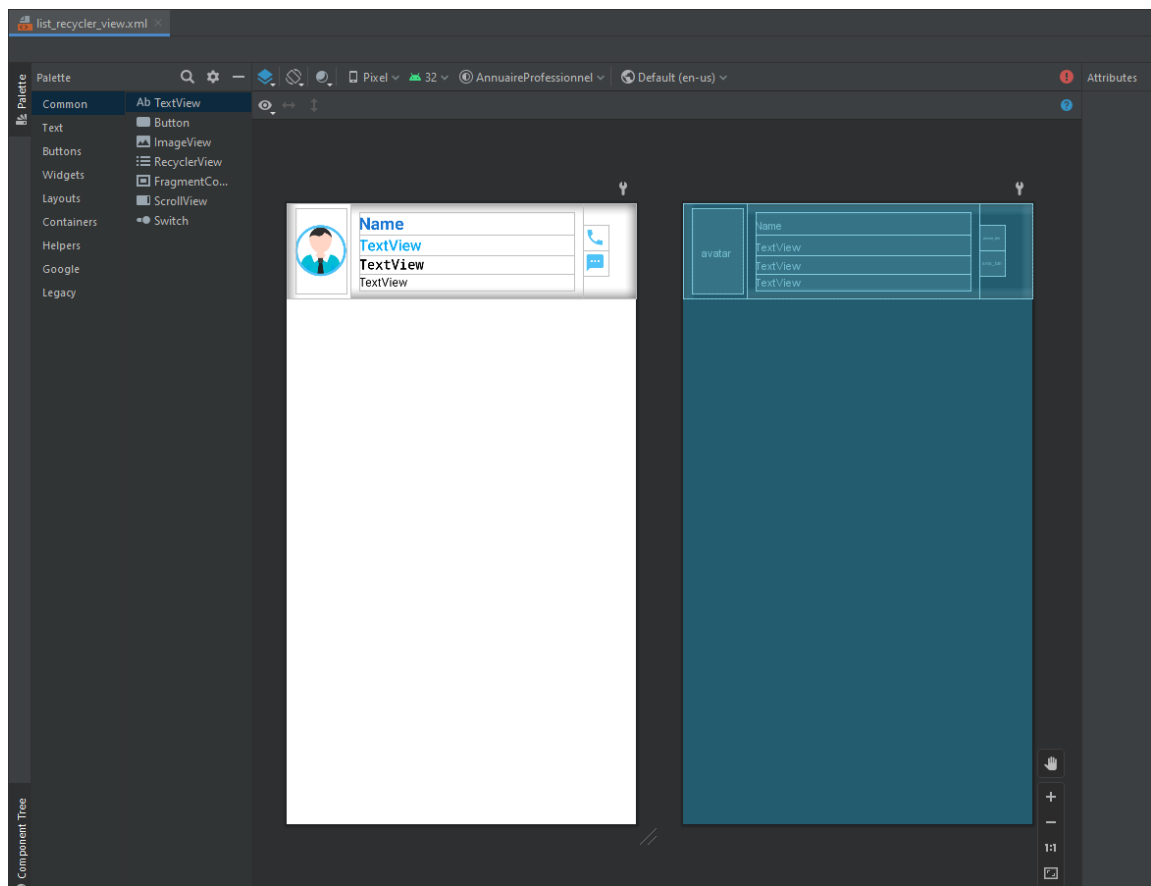 list_recycler_view.xml
Palette
Pixel
32
AnnuaireProfessionnel
Default (en-us)
Attributes
Palette
Common
Text
Buttons
Widgets
Layouts
Containers
Helpers
Google
Legacy
Ab TextView
Button
ImageView
RecyclerView
FragmentCo...
ScrollView
Switch
Name
TextView
TextView
TextView
avatar
Name
TextView
TextView
TextView
1:1
Component Tree